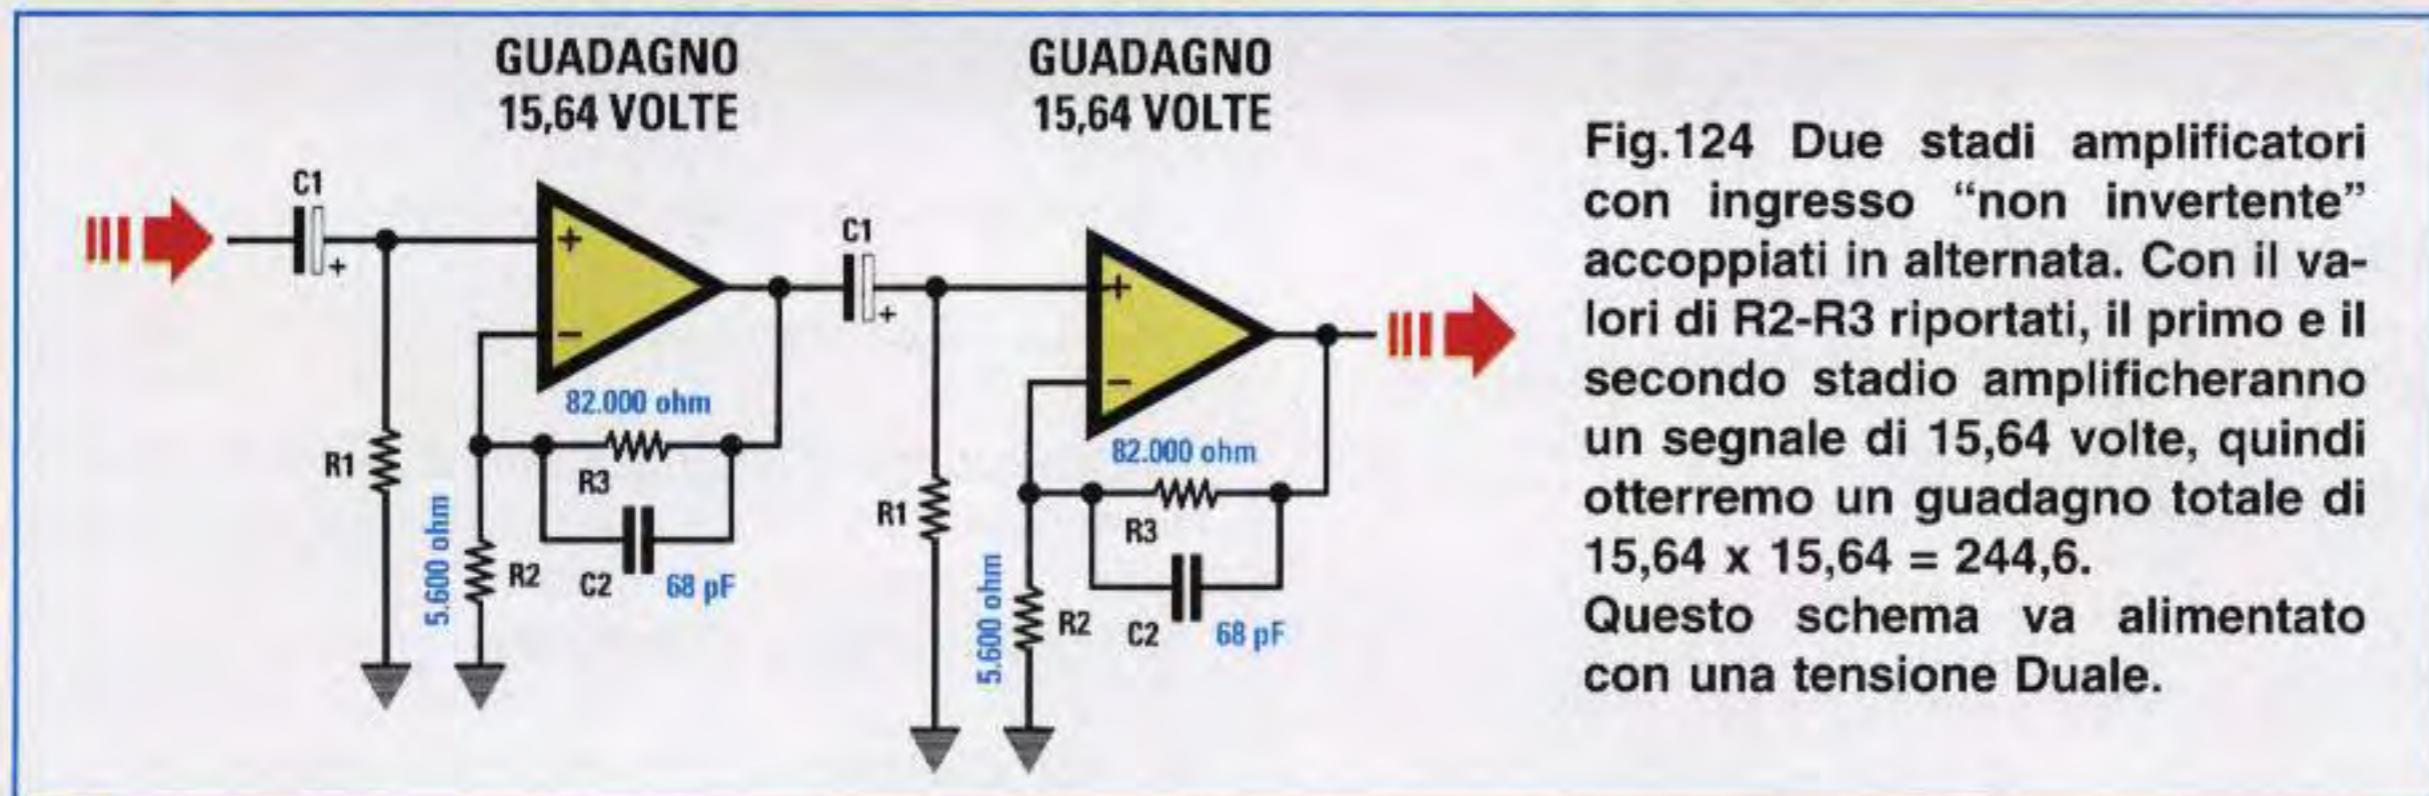 GUADAGNO
15,64 VOLTE
GUADAGNO
15,64 VOLTE
C1
+
+
−
82.000 ohm
R1
R3
5.600 ohm
R2
C2
68 pF
C1
+
+
−
82.000 ohm
R1
R3
5.600 ohm
R2
C2
68 pF
Fig.124 Due stadi amplificatori
con ingresso “non invertente”
accoppiati in alternata. Con il va-
lori di R2-R3 riportati, il primo e il
secondo stadio amplificheranno
un segnale di 15,64 volte, quindi
otterremo un guadagno totale di
15,64 x 15,64 = 244,6.
Questo schema va alimentato
con una tensione Duale.